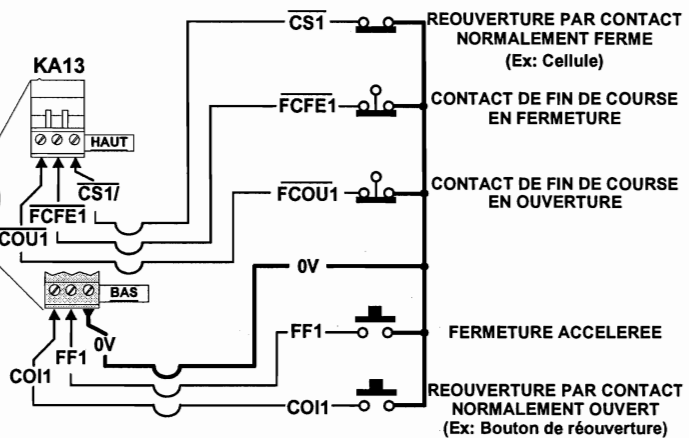 CS1
REOUVERTURE PAR CONTACT
NORMALEMENT FERME
(Ex: Cellule)
KA13
HAUT
FCFE1
CONTACT DE FIN DE COURSE
EN FERMETURE
CS1/
FCFE1
COU1
FCOU1
CONTACT DE FIN DE COURSE
EN OUVERTURE
0V
BAS
0V
FF1
COI1
FF1
FERMETURE ACCELEREE
COI1
REOUVERTURE PAR CONTACT
NORMALEMENT OUVERT
(Ex: Bouton de réouverture)